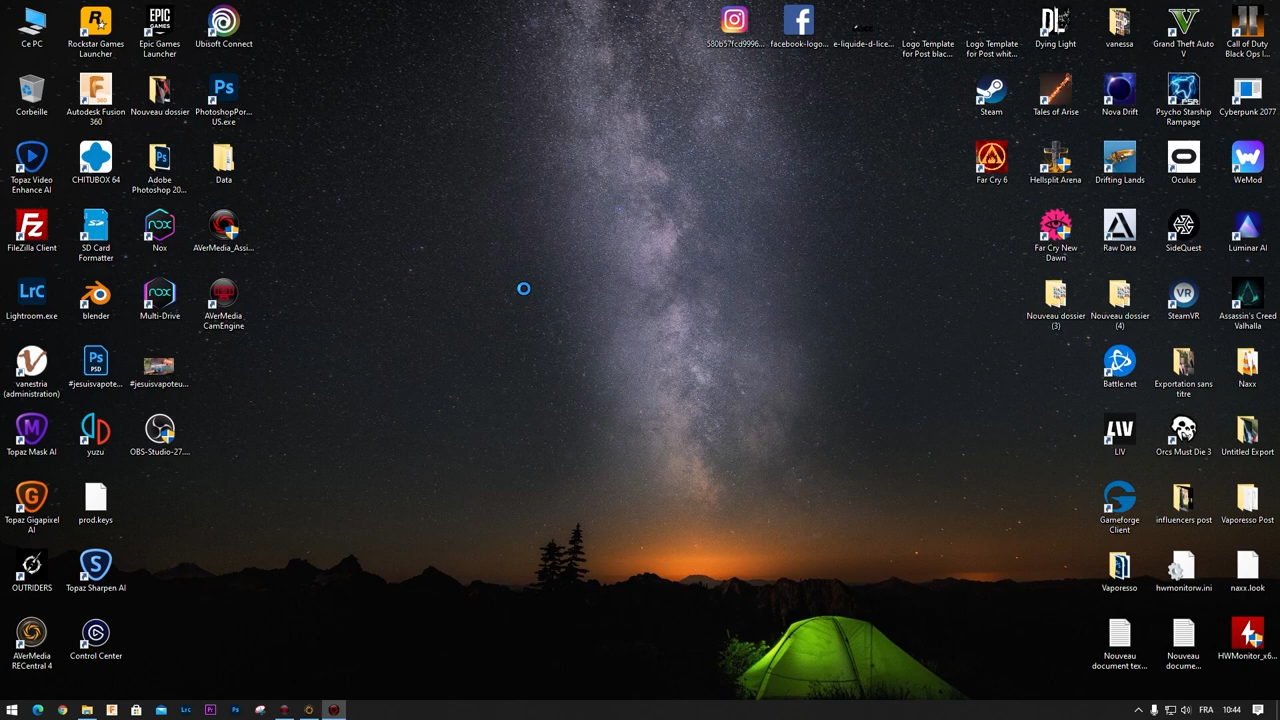 Ce PC
Rockstar Games
Launcher
Epic Games
Launcher
Ubisoft Connect
580b57fcd9996...
facebook-logo...
e-liquide-d-lice...
Logo Template
for Post blac...
Logo Template
for Post whit...
Dying Light
vanessa
Grand Theft Auto
V
Call of Duty
Black Ops I...
Corbeille
Autodesk Fusion
360
Nouveau dossier
PhotoshopPor...
US.exe
Steam
Tales of Arise
Nova Drift
Psycho Starship
Rampage
Cyberpunk 2077
Topaz Video
Enhance AI
CHITUBOX 64
Adobe
Photoshop 20...
Data
Far Cry 6
Hellsplit Arena
Drifting Lands
Oculus
WeMod
FileZilla Client
SD Card
Formatter
Nox
AVerMedia_Assi...
Far Cry New
Dawn
Raw Data
SideQuest
Luminar AI
Lightroom.exe
blender
Multi-Drive
AVerMedia
CamEngine
Nouveau dossier
(3)
Nouveau dossier
(4)
SteamVR
Assassin's Creed
Valhalla
vanestria
(administration)
#jesuisvapote...
#jesuisvapoteu...
Battle.net
Exportation sans
titre
Naxx
Topaz Mask AI
yuzu
OBS-Studio-27....
LIV
Orcs Must Die 3
Untitled Export
Topaz Gigapixel
AI
prod.keys
Gameforge
Client
influencers post
Vaporesso Post
OUTRIDERS
Topaz Sharpen AI
Vaporesso
hwmonitorw.ini
naxx.look
AVerMedia
RECentral 4
Control Center
Nouveau
document tex...
Nouveau
docume...
HWMonitor_x6...
FRA
10:44